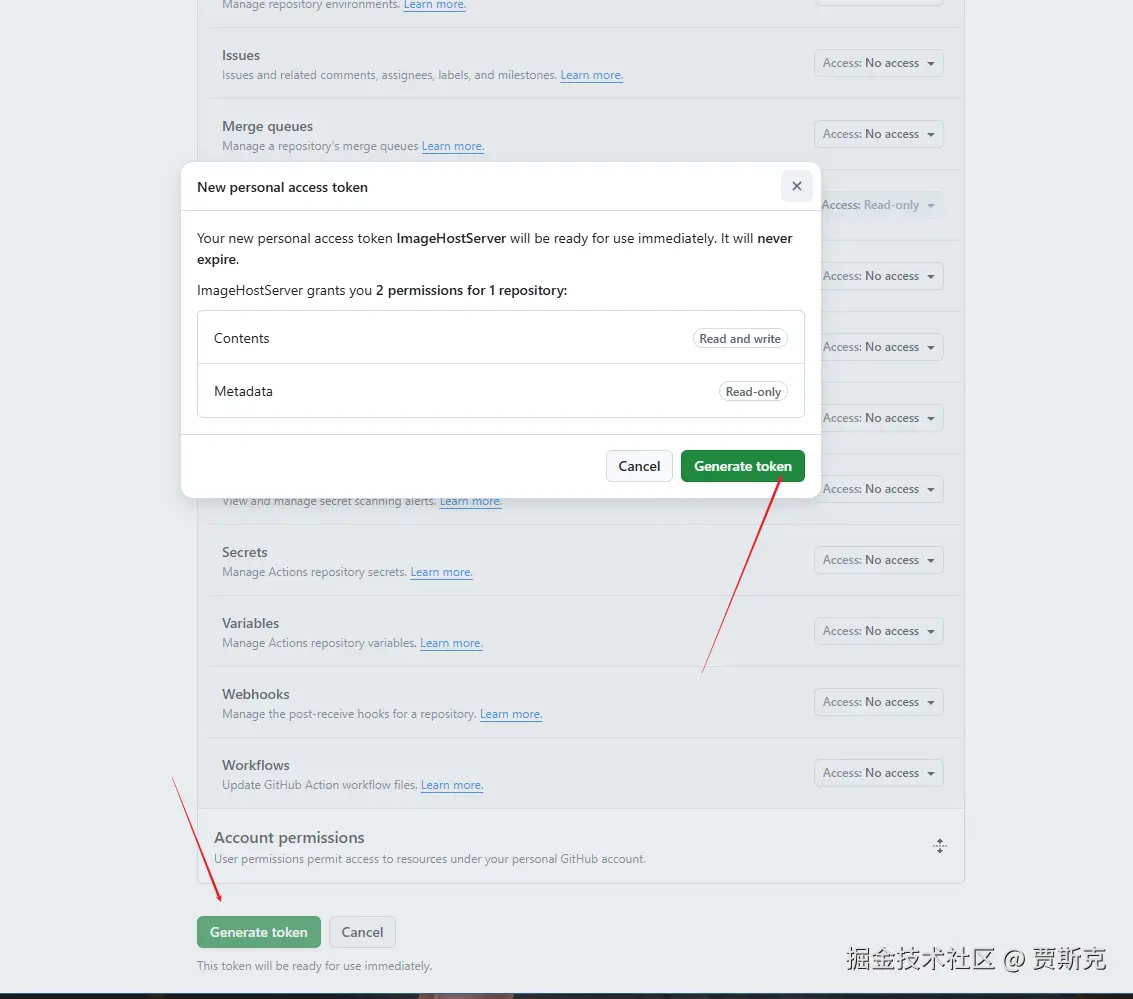 Manage repository environments. Learn more.
Issues
Issues and related comments, assignees, labels, and milestones. Learn more.
Access: No access
Merge queues
Manage a repository's merge queues Learn more.
Access: No access
New personal access token
Access: Read-only
Your new personal access token ImageHostServer will be ready for use immediately. It will never
expire.
Access: No access
ImageHostServer grants you 2 permissions for 1 repository:
Contents
Read and write
Access: No access
Metadata
Read-only
Access: No access
Cancel
Generate token
Access: No access
View and manage secret scanning alerts. Learn more.
Secrets
Manage Actions repository secrets. Learn more.
Access: No access
Variables
Manage Actions repository variables. Learn more.
Access: No access
Webhooks
Manage the post-receive hooks for a repository. Learn more.
Access: No access
Workflows
Update GitHub Action workflow files. Learn more.
Access: No access
Account permissions
User permissions permit access to resources under your personal GitHub account.
Generate token
Cancel
This token will be ready for use immediately.
掘金技术社区 @ 贾斯克